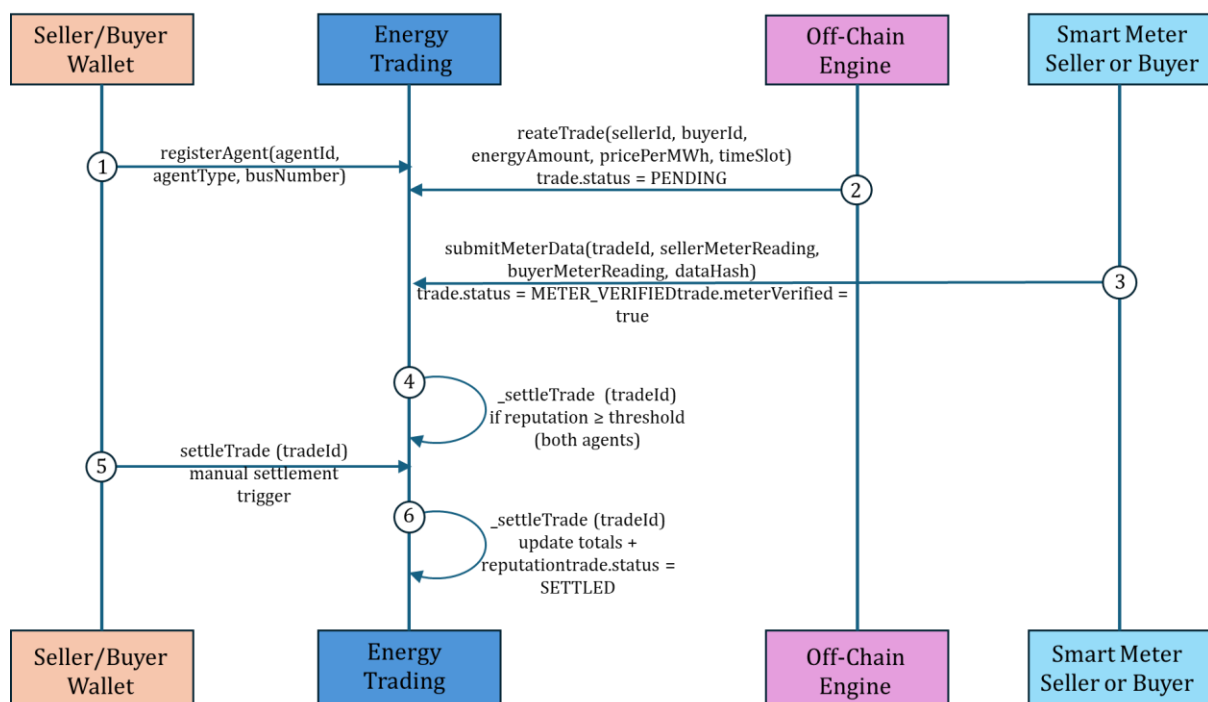 Seller/Buyer
Wallet
Energy
Trading
Off-Chain
Engine
Smart Meter
Seller or Buyer
1
registerAgent(agentId,
agentType, busNumber)
reateTrade(sellerId, buyerId,
energyAmount, pricePerMWh, timeSlot)
trade.status = PENDING
2
submitMeterData(tradeId, sellerMeterReading,
buyerMeterReading, dataHash)
trade.status = METER_VERIFIEDtrade.meterVerified =
true
3
4
_settleTrade (tradeId)
if reputation ≥ threshold
(both agents)
5
settleTrade (tradeId)
manual settlement
trigger
6
_settleTrade (tradeId)
update totals +
reputationtrade.status =
SETTLED
Seller/Buyer
Wallet
Energy
Trading
Off-Chain
Engine
Smart Meter
Seller or Buyer